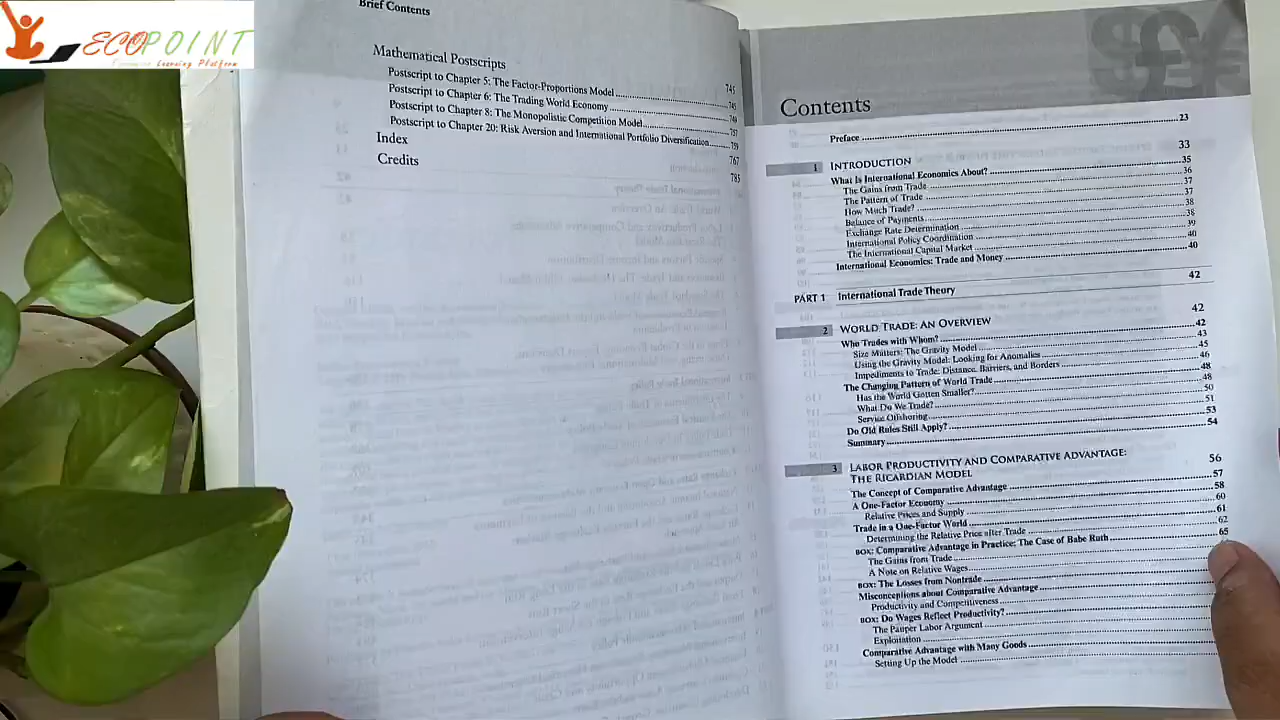 ECOPOINT
Economics Learning Platform
Brief Contents
Mathematical Postscripts 745
Postscript to Chapter 5: The Factor-Proportions Model 745
Postscript to Chapter 6: The Trading World Economy 749
Postscript to Chapter 8: The Monopolistic Competition Model 757
Postscript to Chapter 20: Risk Aversion and International Portfolio Diversification 759
Index 767
Credits 785
Contents
Preface 23
1 INTRODUCTION 33
What Is International Economics About? 35
The Gains from Trade 36
The Pattern of Trade 37
How Much Trade? 37
Balance of Payments 38
Exchange Rate Determination 38
International Policy Coordination 39
The International Capital Market 40
International Economics: Trade and Money 40
PART 1 International Trade Theory 42
2 WORLD TRADE: AN OVERVIEW 42
Who Trades with Whom? 42
Size Matters: The Gravity Model 43
Using the Gravity Model: Looking for Anomalies 45
Impediments to Trade: Distance, Barriers, and Borders 46
The Changing Pattern of World Trade 48
Has the World Gotten Smaller? 48
What Do We Trade? 50
Service Offshoring 51
Do Old Rules Still Apply? 53
Summary 54
3 LABOR PRODUCTIVITY AND COMPARATIVE ADVANTAGE:
THE RICARDIAN MODEL 56
The Concept of Comparative Advantage 57
A One-Factor Economy 58
Relative Prices and Supply 60
Trade in a One-Factor World 61
Determining the Relative Price after Trade 62
BOX: Comparative Advantage in Practice: The Case of Babe Ruth 65
The Gains from Trade
A Note on Relative Wages
BOX: The Losses from Nontrade
Misconceptions about Comparative Advantage
Productivity and Competitiveness
BOX: Do Wages Reflect Productivity?
The Pauper Labor Argument
Exploitation
Comparative Advantage with Many Goods
Setting Up the Model